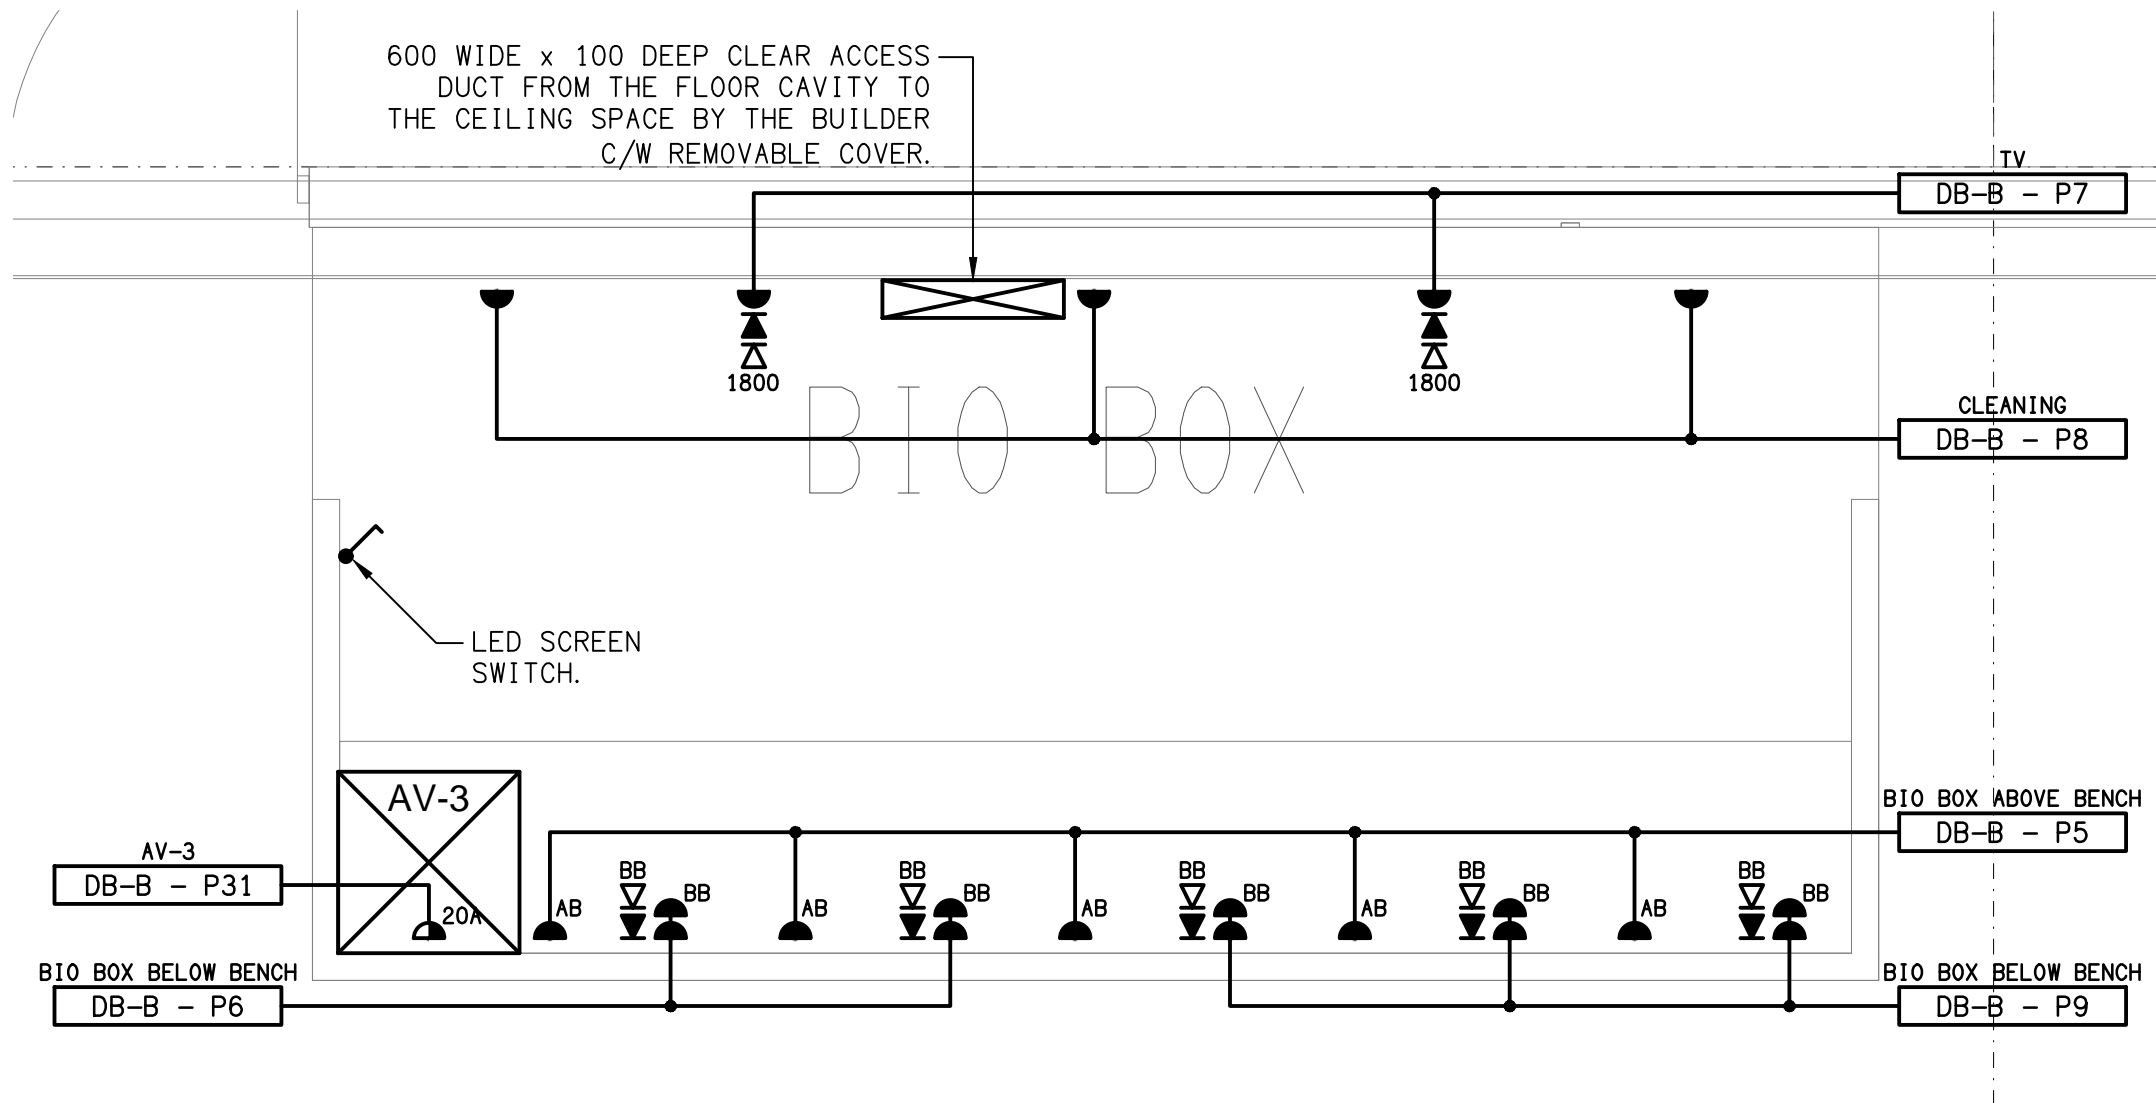 600 WIDE x 100 DEEP CLEAR ACCESS
DUCT FROM THE FLOOR CAVITY TO
THE CEILING SPACE BY THE BUILDER
C/W REMOVABLE COVER.
TV
DB-B - P7
1800
1800
BIO BOX
CLEANING
DB-B - P8
LED SCREEN
SWITCH.
AV-3
BIO BOX ABOVE BENCH
DB-B - P5
AV-3
DB-B - P31
20A
AB
BB
BB
AB
BB
BB
AB
BB
BB
AB
BB
BB
AB
BB
BB
BIO BOX BELOW BENCH
DB-B - P6
BIO BOX BELOW BENCH
DB-B - P9